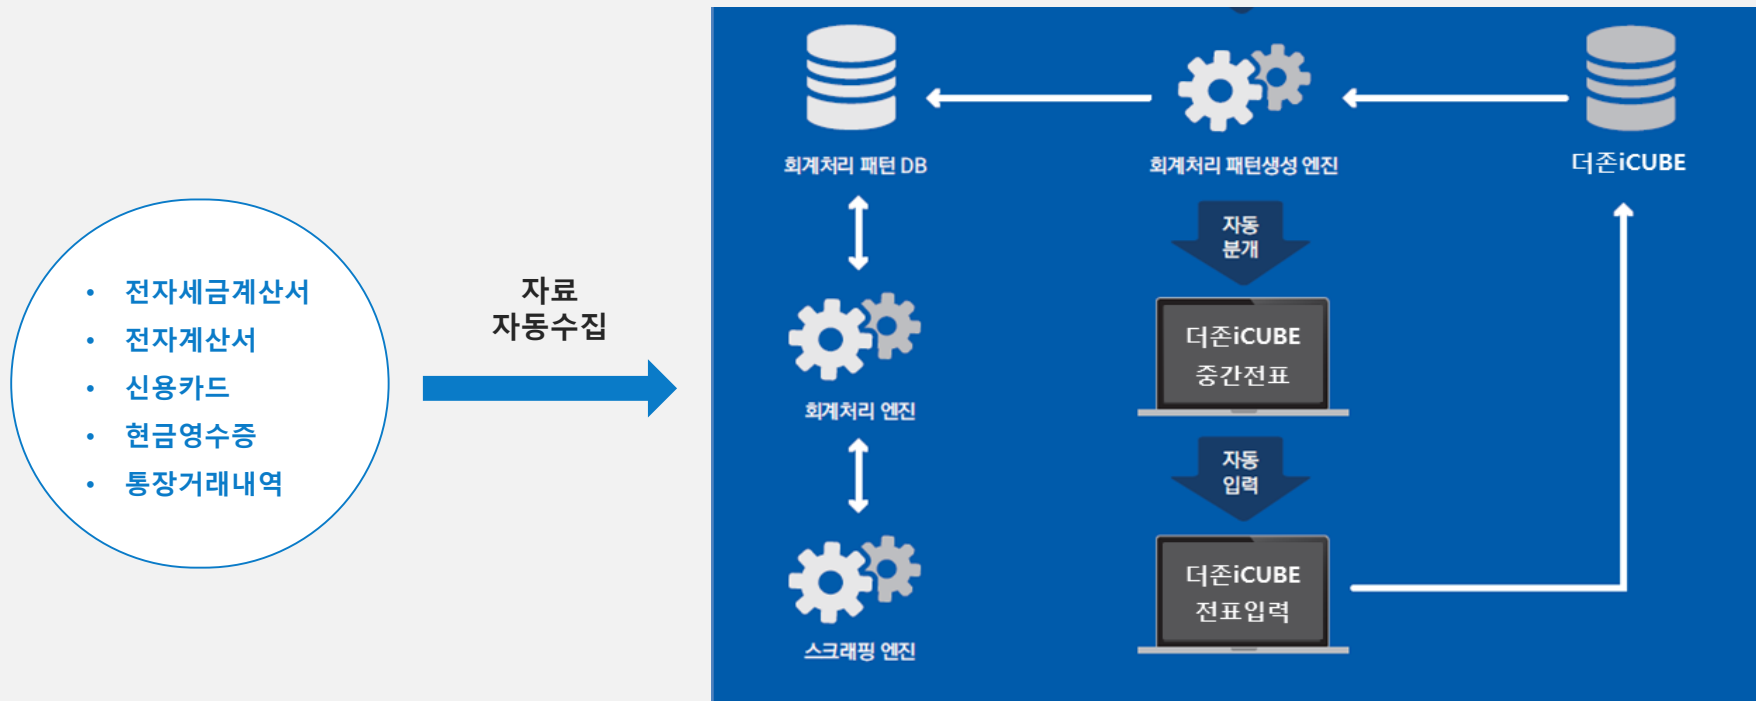 • 전자세금계산서
• 전자계산서
• 신용카드
• 현금영수증
• 통장거래내역
자료
자동수집
회계처리 패턴 DB
회계처리 패턴생성 엔진
더존iCUBE
자동
분개
더존iCUBE
중간전표
회계처리 엔진
자동
입력
더존iCUBE
전표입력
스크래핑 엔진